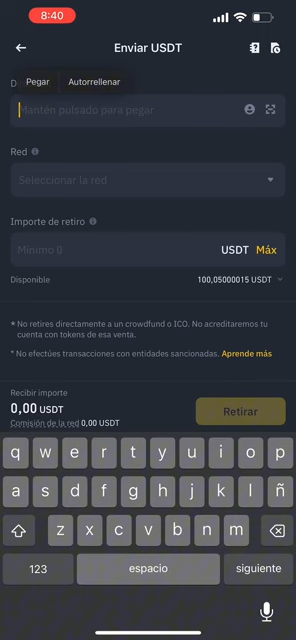 8:40
Enviar USDT
Pegar Autorrellenar
Mantén pulsado para pegar
Red
Seleccionar la red
Importe de retiro
Mínimo 0 USDT Máx
Disponible 100,05000015 USDT
* No retires directamente a un crowdfund o ICO. No acreditaremos tu
cuenta con tokens de esa venta.
* No efectúes transacciones con entidades sancionadas. Aprende más
Recibir importe
0,00 USDT
Comisión de la red 0,00 USDT
Retirar
q w e r t y u i o p
a s d f g h j k l ñ
z x c v b n m
123 espacio siguiente